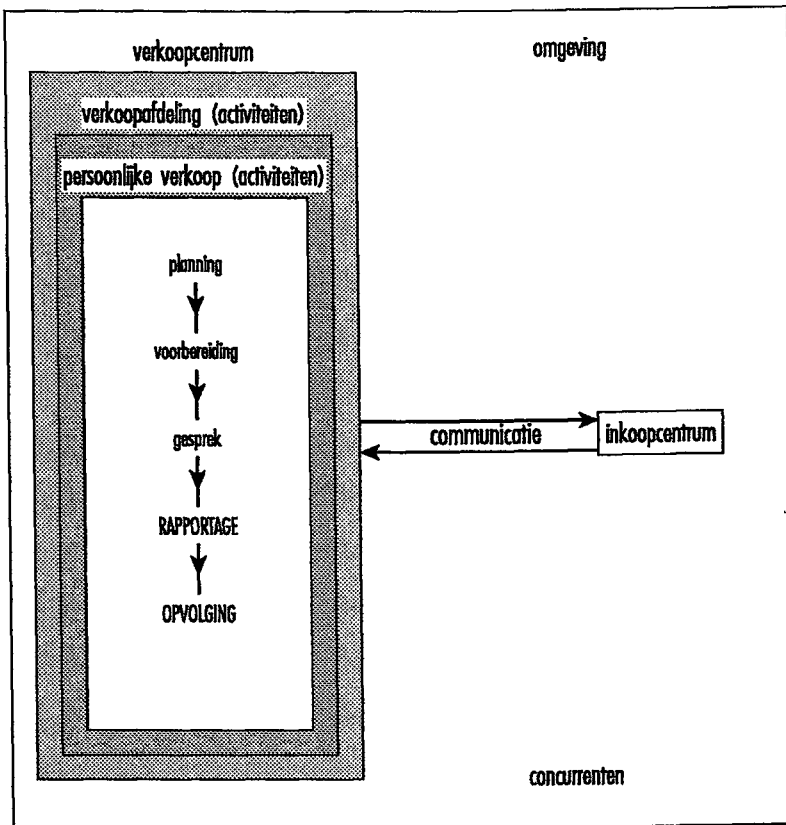 verkoopcentrum
omgeving
verkoopafdeling (activiteiten)
persoonlijke verkoop (activiteiten)
planning
voorbereiding
gesprek
RAPPORTAGE
OPVOLGING
communicatie
inkoopcentrum
concurrenten